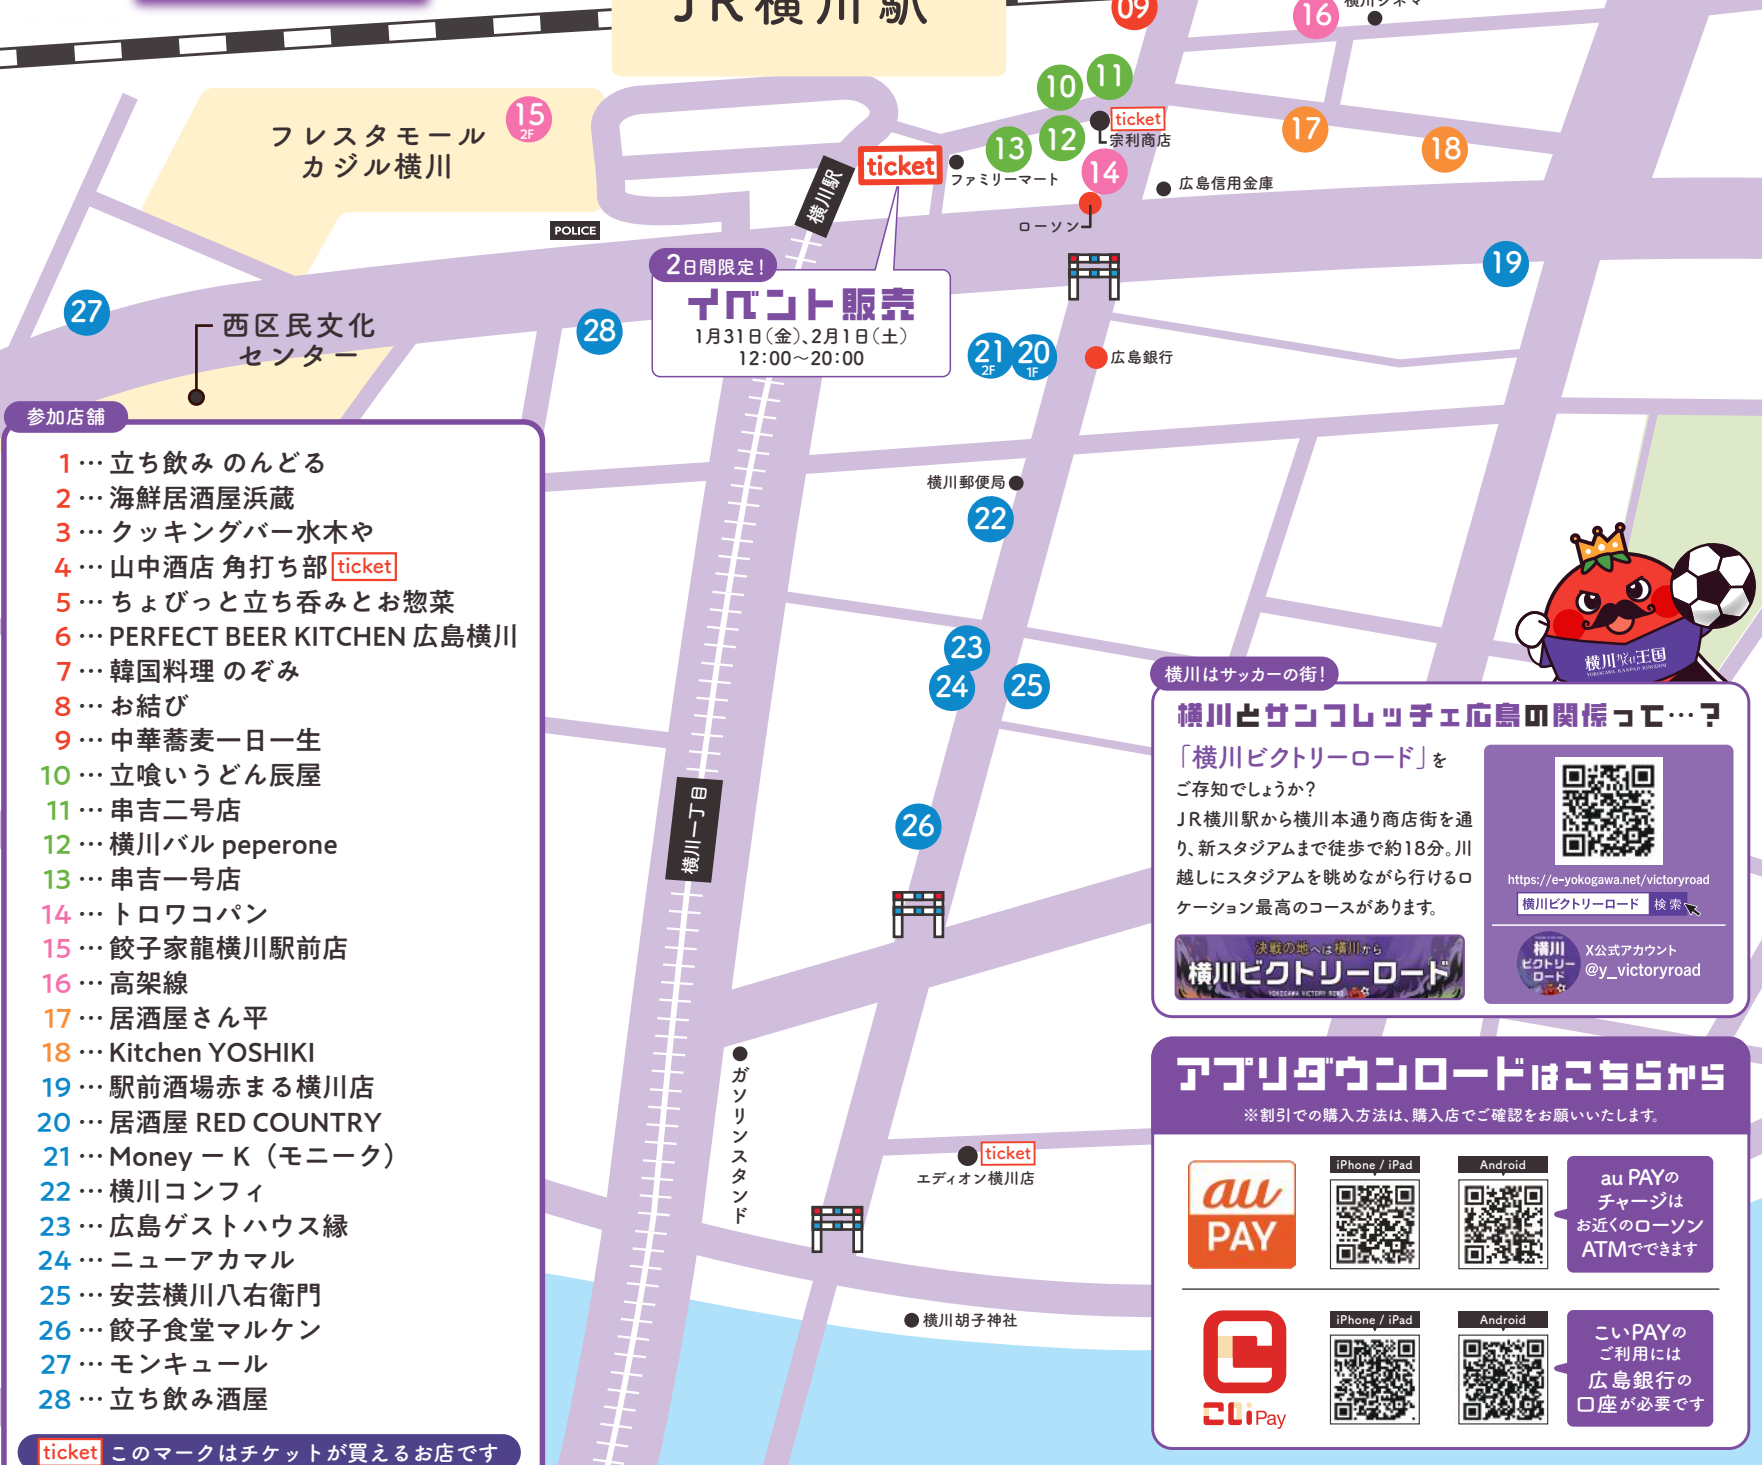 JR横川駅
09
16
10
11
15
2F
フレスタモール
カジル横川
ticket
宗利商店
12
13
17
18
14
ticket
ファミリーマート
広島信用金庫
横川駅
ローソン
POLICE
19
2日間限定！
イベント販売
1月31日（金）、2月1日（土）
12：00〜20：00
27
28
西区民文化
センター
21
2F
20
1F
広島銀行
横川郵便局
22
23
24
25
26
横川一丁目
ガソリンスタンド
ticket
エディオン横川店
横川胡子神社
参加店舗
1…立ち飲み のんどる
2…海鮮居酒屋浜蔵
3…クッキングバー水木や
4…山中酒店 角打ち部 ticket
5…ちょびっと立ち呑みとお惣菜
6…PERFECT BEER KITCHEN 広島横川
7…韓国料理 のぞみ
8…お結び
9…中華蕎麦一日一生
10…立喰いうどん辰屋
11…串吉二号店
12…横川バル peperone
13…串吉一号店
14…トロワコパン
15…餃子家龍横川駅前店
16…高架線
17…居酒屋さん平
18…Kitchen YOSHIKI
19…駅前酒場赤まる横川店
20…居酒屋 RED COUNTRY
21…Money ー K（モニーク）
22…横川コンフィ
23…広島ゲストハウス縁
24…ニューアカマル
25…安芸横川八右衛門
26…餃子食堂マルケン
27…モンキュール
28…立ち飲み酒屋
ticket このマークはチケットが買えるお店です
横川カンパイ王国
YOKOGAWA KANPAI KINGDOM
横川はサッカーの街！
横川とサンフレッチェ広島の関係って…？
「横川ビクトリーロード」を
ご存知でしょうか？
JR横川駅から横川本通り商店街を通
り、新スタジアムまで徒歩で約18分。川
越しにスタジアムを眺めながら行けるロ
ケーション最高のコースがあります。
決戦の地へは横川から
横川ビクトリーロード
YOKOGAWA VICTORY ROAD
https://e-yokogawa.net/victoryroad
横川ビクトリーロード 検索
横川
ビクトリー
ロード
X公式アカウント
@y_victoryroad
アプリダウンロードはこちらから
※割引での購入方法は、購入店でご確認をお願いいたします。
au
PAY
iPhone / iPad
Android
au PAYの
チャージは
お近くのローソン
ATMでできます
こいPay
iPhone / iPad
Android
こいPAYの
ご利用には
広島銀行の
口座が必要です